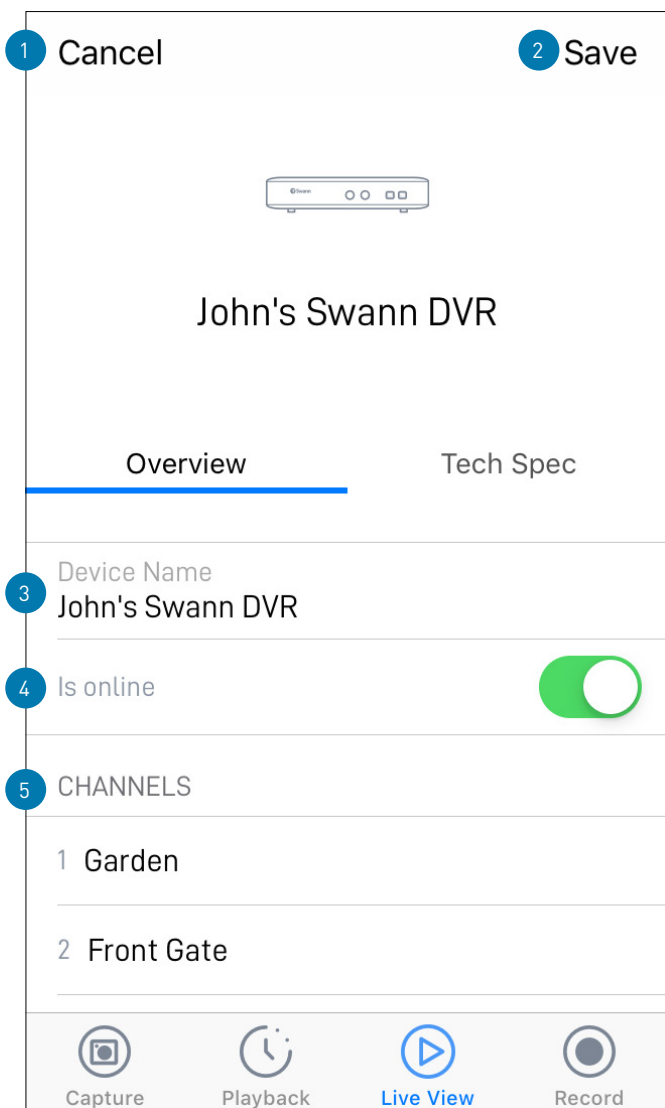 1 Cancel 2 Save
Swann
John's Swann DVR
Overview Tech Spec
Device Name
3 John's Swann DVR
4 Is online
5 CHANNELS
1 Garden
2 Front Gate
Capture Playback Live View Record